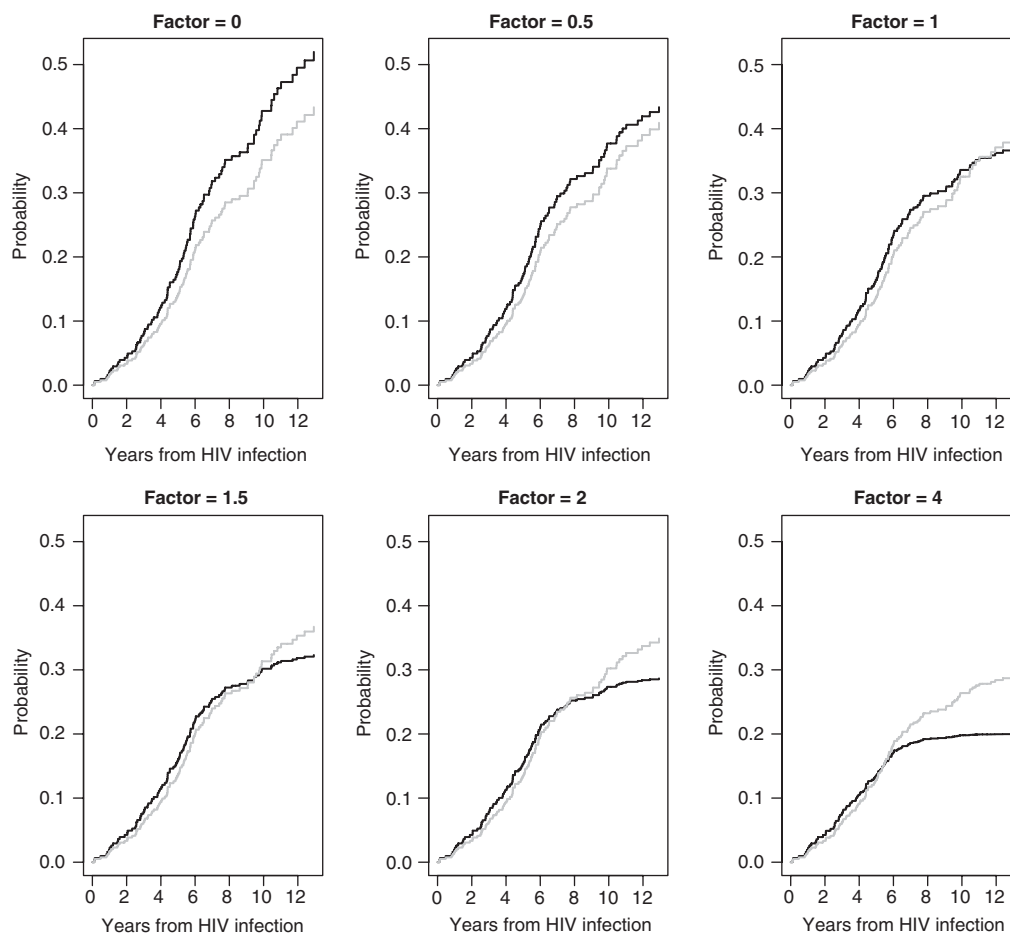 Factor = 0
Factor = 0.5
Factor = 1
0.5
0.4
0.3
0.2
0.1
0.0
Probability
0 2 4 6 8 10 12
Years from HIV infection
0.5
0.4
0.3
0.2
0.1
0.0
Probability
0 2 4 6 8 10 12
Years from HIV infection
0.5
0.4
0.3
0.2
0.1
0.0
Probability
0 2 4 6 8 10 12
Years from HIV infection
Factor = 1.5
Factor = 2
Factor = 4
0.5
0.4
0.3
0.2
0.1
0.0
Probability
0 2 4 6 8 10 12
Years from HIV infection
0.5
0.4
0.3
0.2
0.1
0.0
Probability
0 2 4 6 8 10 12
Years from HIV infection
0.5
0.4
0.3
0.2
0.1
0.0
Probability
0 2 4 6 8 10 12
Years from HIV infection